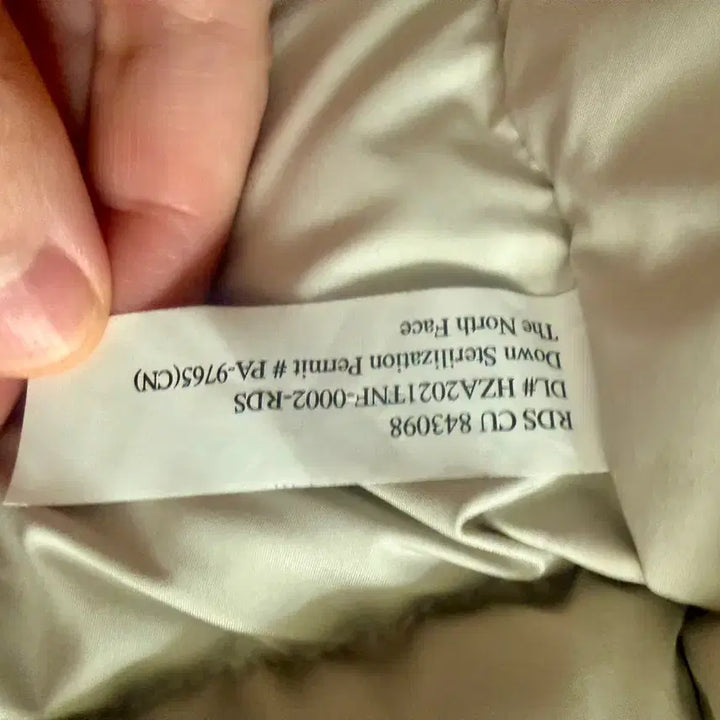 RDS CU 843098
DL# HZA2021TNF-0002-RDS
Down Sterilization Permit # PA-9765(CN)
The North Face